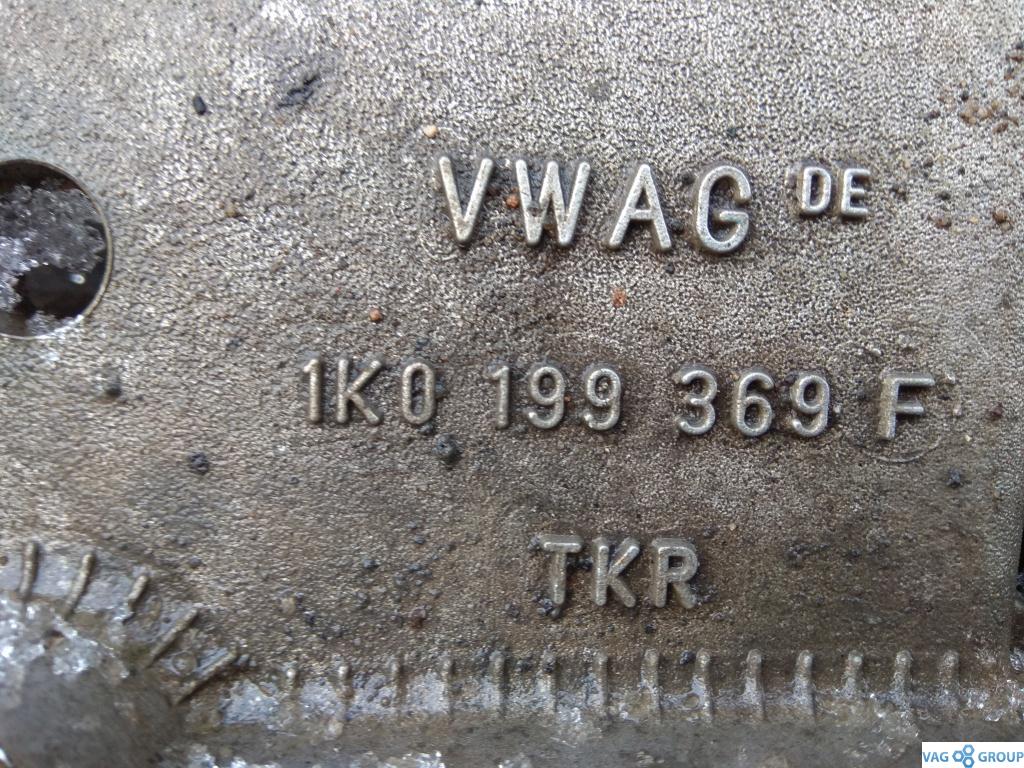 VWAG DE
1K0 199 369 F
TKR
VAG GROUP